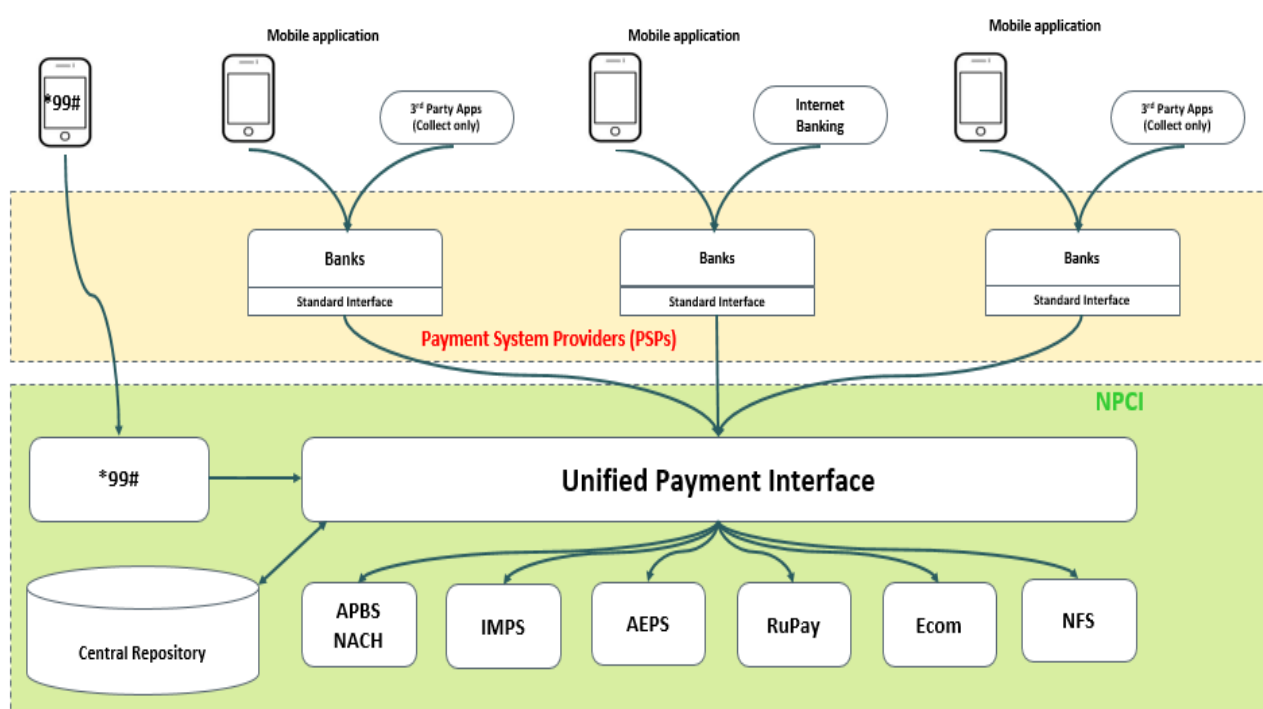 Mobile application
Mobile application
Mobile application
*99#
3rd Party Apps
(Collect only)
Internet
Banking
3rd Party Apps
(Collect only)
Banks
Standard Interface
Banks
Standard Interface
Banks
Standard Interface
Payment System Providers (PSPs)
NPCI
*99#
Unified Payment Interface
Central Repository
APBS
NACH
IMPS
AEPS
RuPay
Ecom
NFS